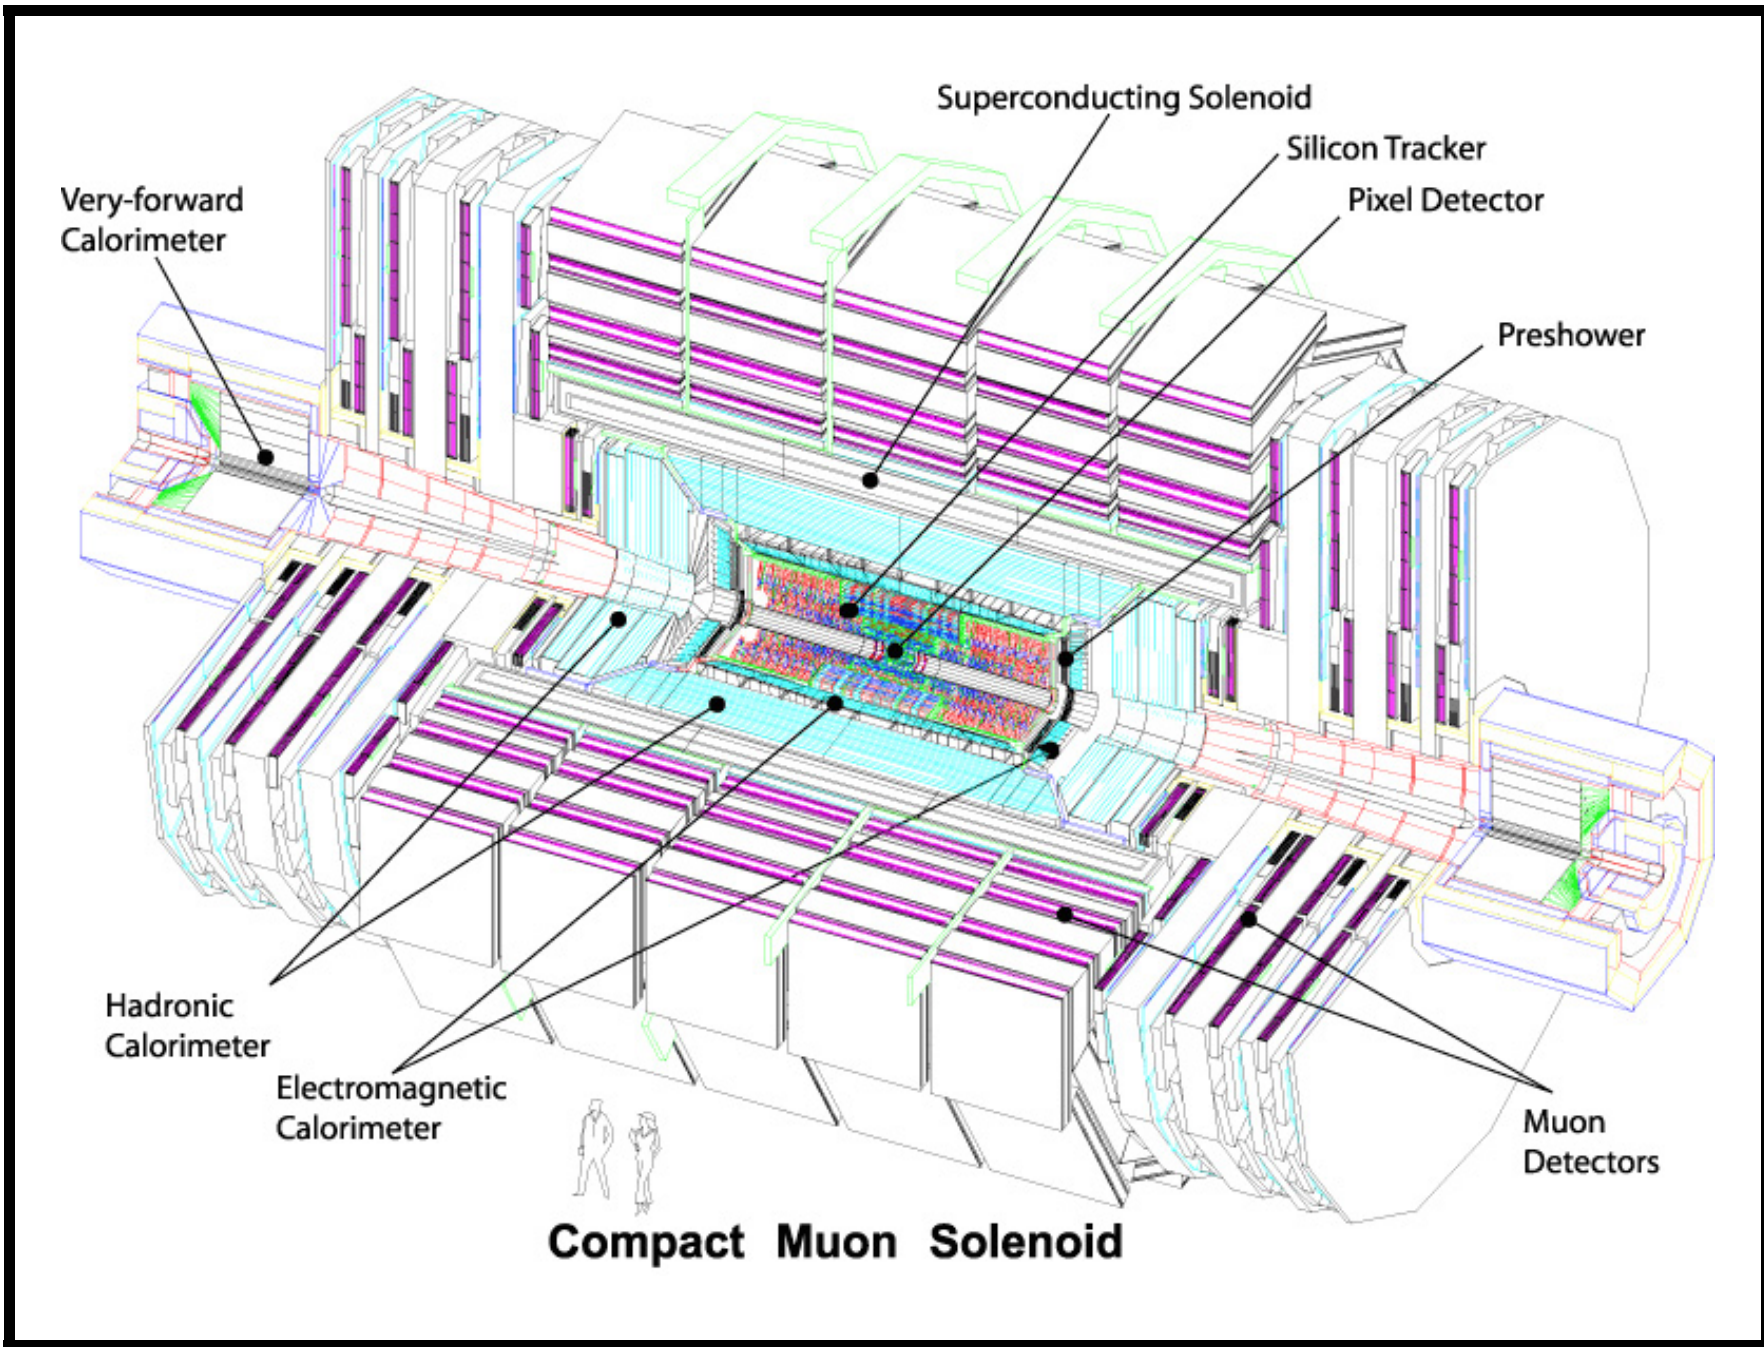 Superconducting Solenoid
Silicon Tracker
Pixel Detector
Very-forward
Calorimeter
Preshower
Hadronic
Calorimeter
Electromagnetic
Calorimeter
Muon
Detectors
Compact Muon Solenoid